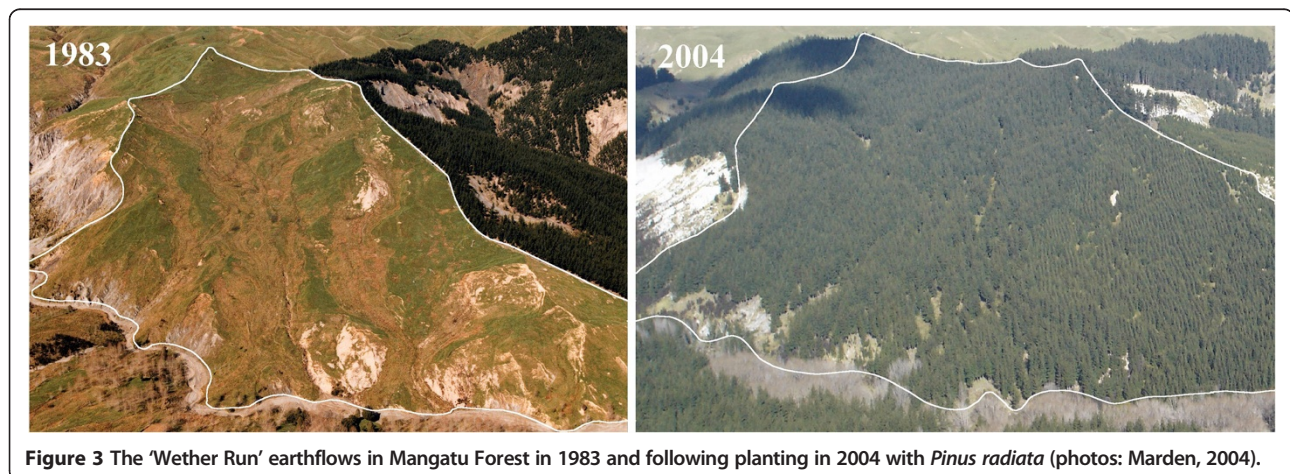 1983
2004
Figure 3 The ‘Wether Run’ earthflows in Mangatu Forest in 1983 and following planting in 2004 with Pinus radiata (photos: Marden, 2004).